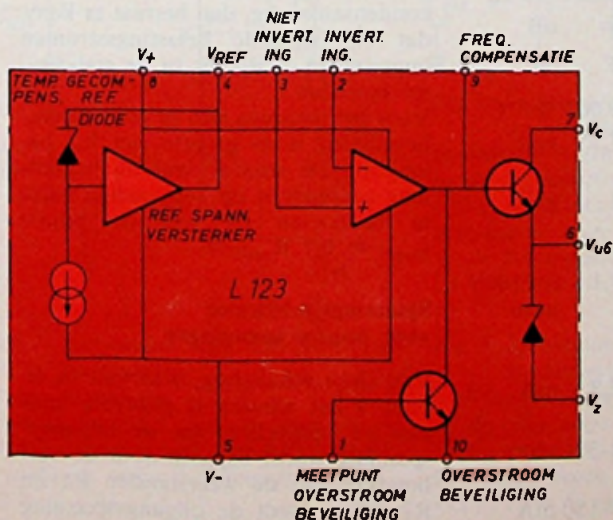 NIET
INVERT. INVERT.
ING ING.
FREQ.
COMPENSATIE
V+
VREF
8
4
3
2
9
TEMP. GECOM-
PENS. REF.
DIODE
7
Vc
-
+
REF. SPANN.
VERSTERKER
6
Vu6
L 123
Vz
5
1
10
V-
MEETPUNT
OVERSTROOM
BEVEILIGING
OVERSTROOM
BEVEILIGING